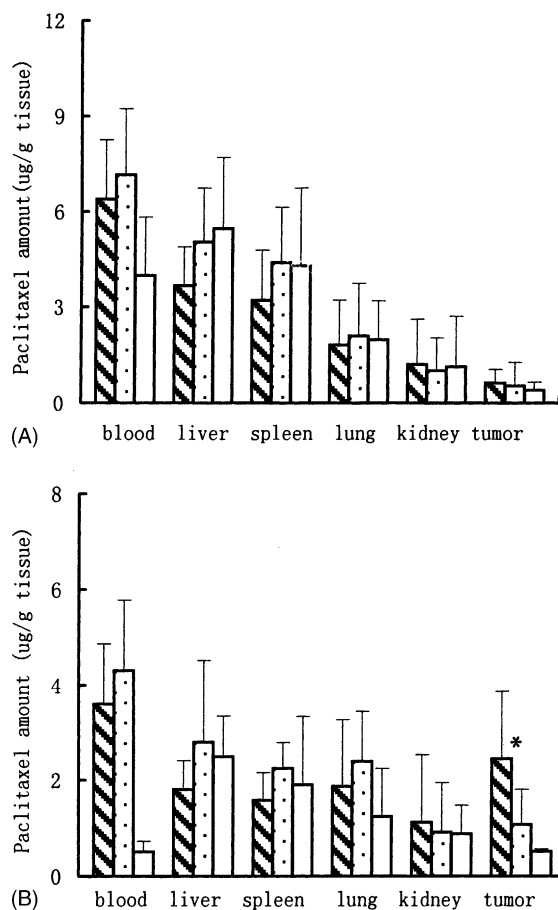 12
9
6
3
0
Paclitaxel amonut(ug/g tissue)
(A)
blood liver spleen lung kidney tumor
8
6
4
2
0
Paclitaxel amount (ug/g tissue)
*
(B)
blood liver spleen lung kidney tumor